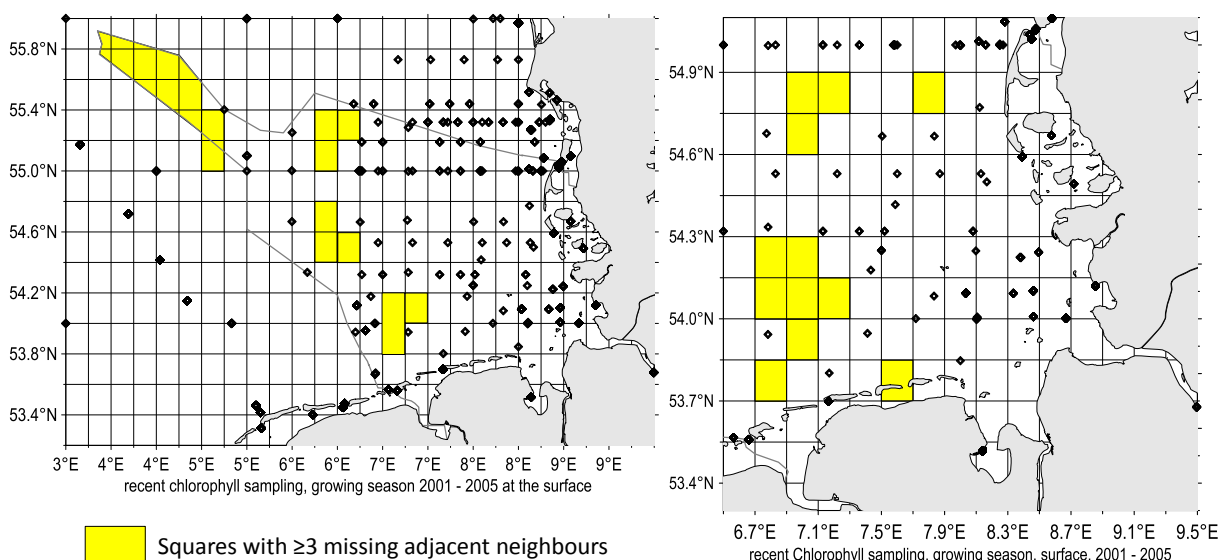 55.8°N
55.4°N
55.0°N
54.6°N
54.2°N
53.8°N
53.4°N
3°E 3°E 4°E 4°E 5°E 5°E 6°E 6°E 7°E 7°E 8°E 8°E 9°E 9°E
recent chlorophyll sampling, growing season 2001 - 2005 at the surface
Squares with ≥3 missing adjacent neighbours
54.9°N
54.6°N
54.3°N
54.0°N
53.7°N
53.4°N
6.7°E 7.1°E 7.5°E 7.9°E 8.3°E 8.7°E 9.1°E 9.5°E
recent Chlorophyll sampling, growing season, surface, 2001 - 2005